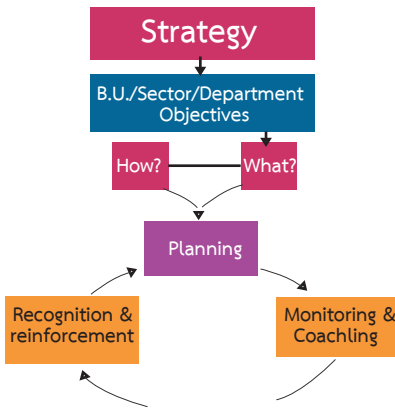 Strategy
B.U./Sector/Department
Objectives
How?
What?
Planning
Recognition &
reinforcement
Monitoring &
Coachling